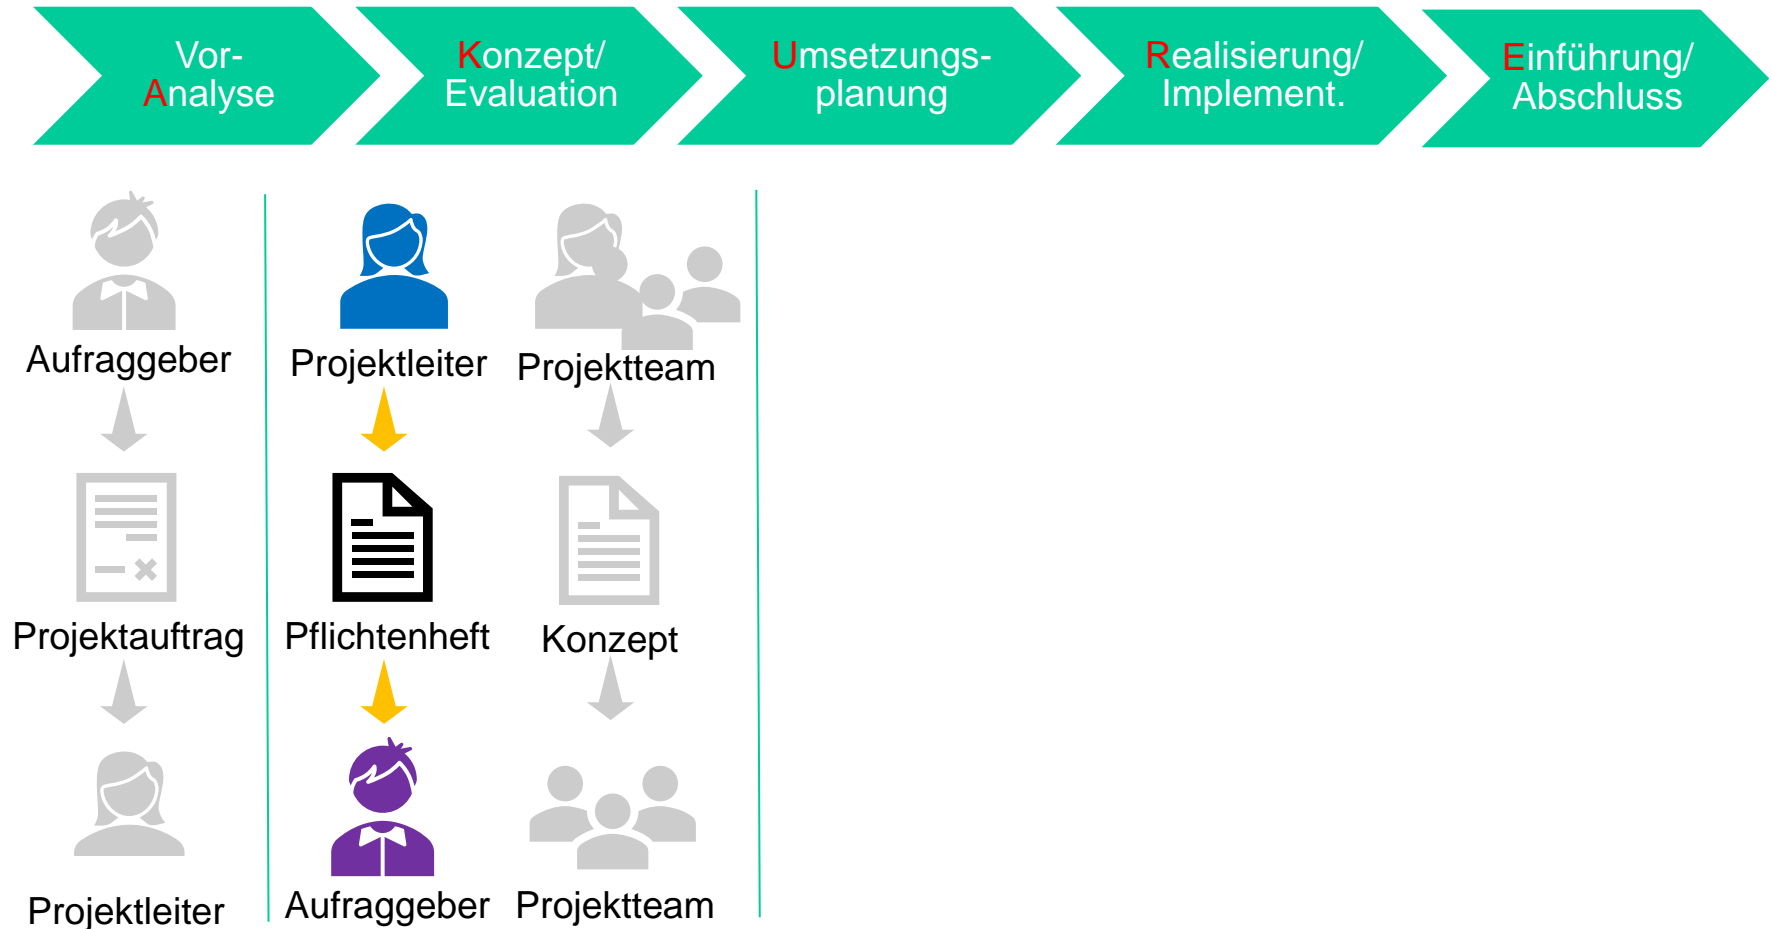 Vor-
Analyse
Konzept/
Evaluation
Umsetzungs-
planung
Realisierung/
Implement.
Einführung/
Abschluss
Aufraggeber
Projektleiter
Projektteam
Projektauftrag
Pflichtenheft
Konzept
Projektleiter
Aufraggeber
Projektteam